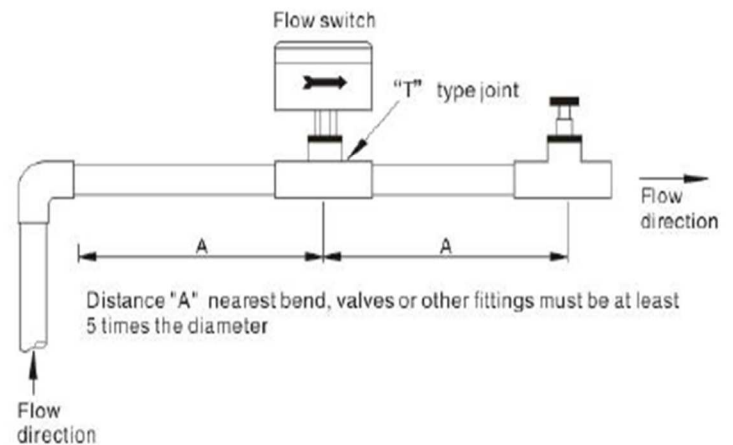 Flow switch
"T" type joint
Flow
direction
A
A
Distance "A" nearest bend, valves or other fittings must be at least
5 times the diameter
Flow
direction